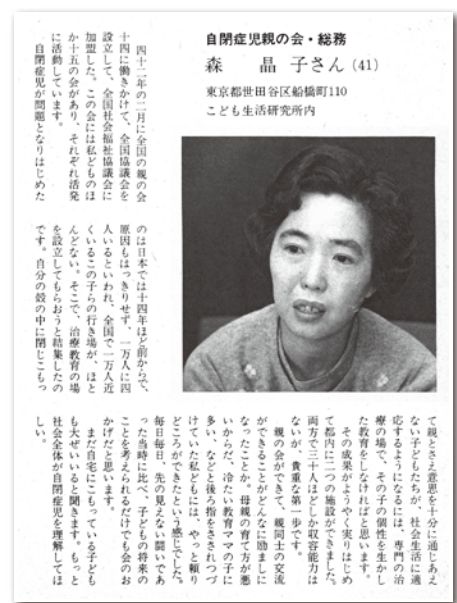 自閉症児親の会・総務
森　晶子さん(41)
東京都世田谷区船橋町110
こども生活研究所内
四十二年の二月に全国の親の会
十四に働きかけて、全国協議会を
設立して、全国社会福祉協議会に
加盟した。この会には私どものほ
か十五の会があり、それぞれ活発
に活動しています。
自閉症児が問題となりはじめた
のは日本では十四年ほど前からで、
原因もはっきりせず、一万人に四
人いるといわれ、全国で一万人近
くいるこの子らの行き場が、ほと
んどない。そこで、治療教育の場
を設立してもらおうと結集したの
です。自分の殻の中に閉じこもっ
て親とさえ意思を十分に通じあえ
ない子どもたちが、社会生活に適
応するようになるには、専門の治
療の場で、その子の個性を生かし
た教育をしなければと思います。
その成果がようやく実りはじめ
て都内に二つの施設ができました。
両方で三十人ほどしか収容能力は
ないが、貴重な第一歩です。
親の会ができて、親同士の交流
ができることがどんなに励ましに
なったことか。母親の育て方が悪
いからだ、冷たい教育ママの子に
多い、などと後ろ指をさされつづ
けていた私どもには、やっと頼り
どころができたという感じでした。
毎日毎日、先の見えない闘いであ
った当時に比べ、子どもの将来の
ことを考えられるだけでも会のお
かげだと思います。
まだ自宅にこもっている子ども
も大ぜいいると聞きます。もっと
社会全体が自閉症児を理解してほ
しい。